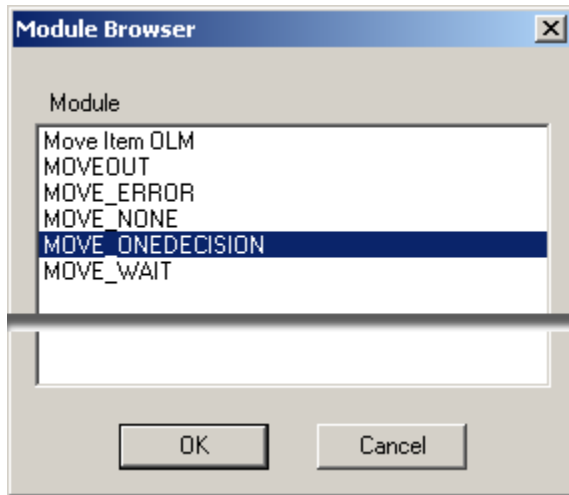 Module Browser
Module
Move Item OLM
MOVEOUT
MOVE_ERROR
MOVE_NONE
MOVE_ONEDECISION
MOVE_WAIT
OK
Cancel